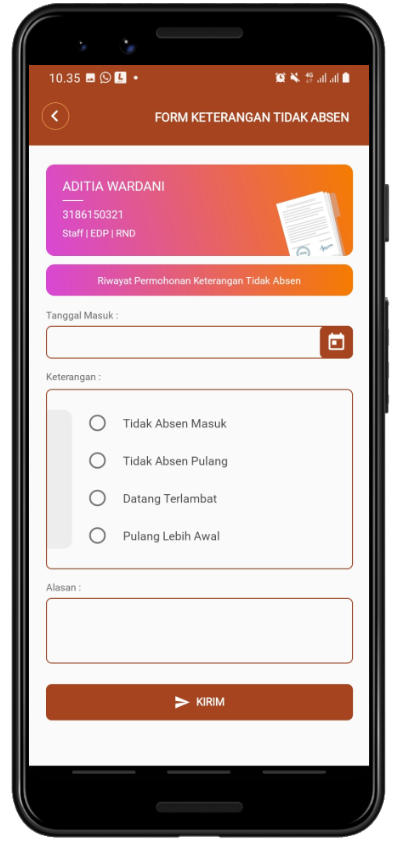 10.35
FORM KETERANGAN TIDAK ABSEN
ADITIA WARDANI
3186150321
Staff | EDP | RND
Riwayat Permohonan Keterangan Tidak Absen
Tanggal Masuk :
Keterangan :
Tidak Absen Masuk
Tidak Absen Pulang
Datang Terlambat
Pulang Lebih Awal
Alasan :
KIRIM